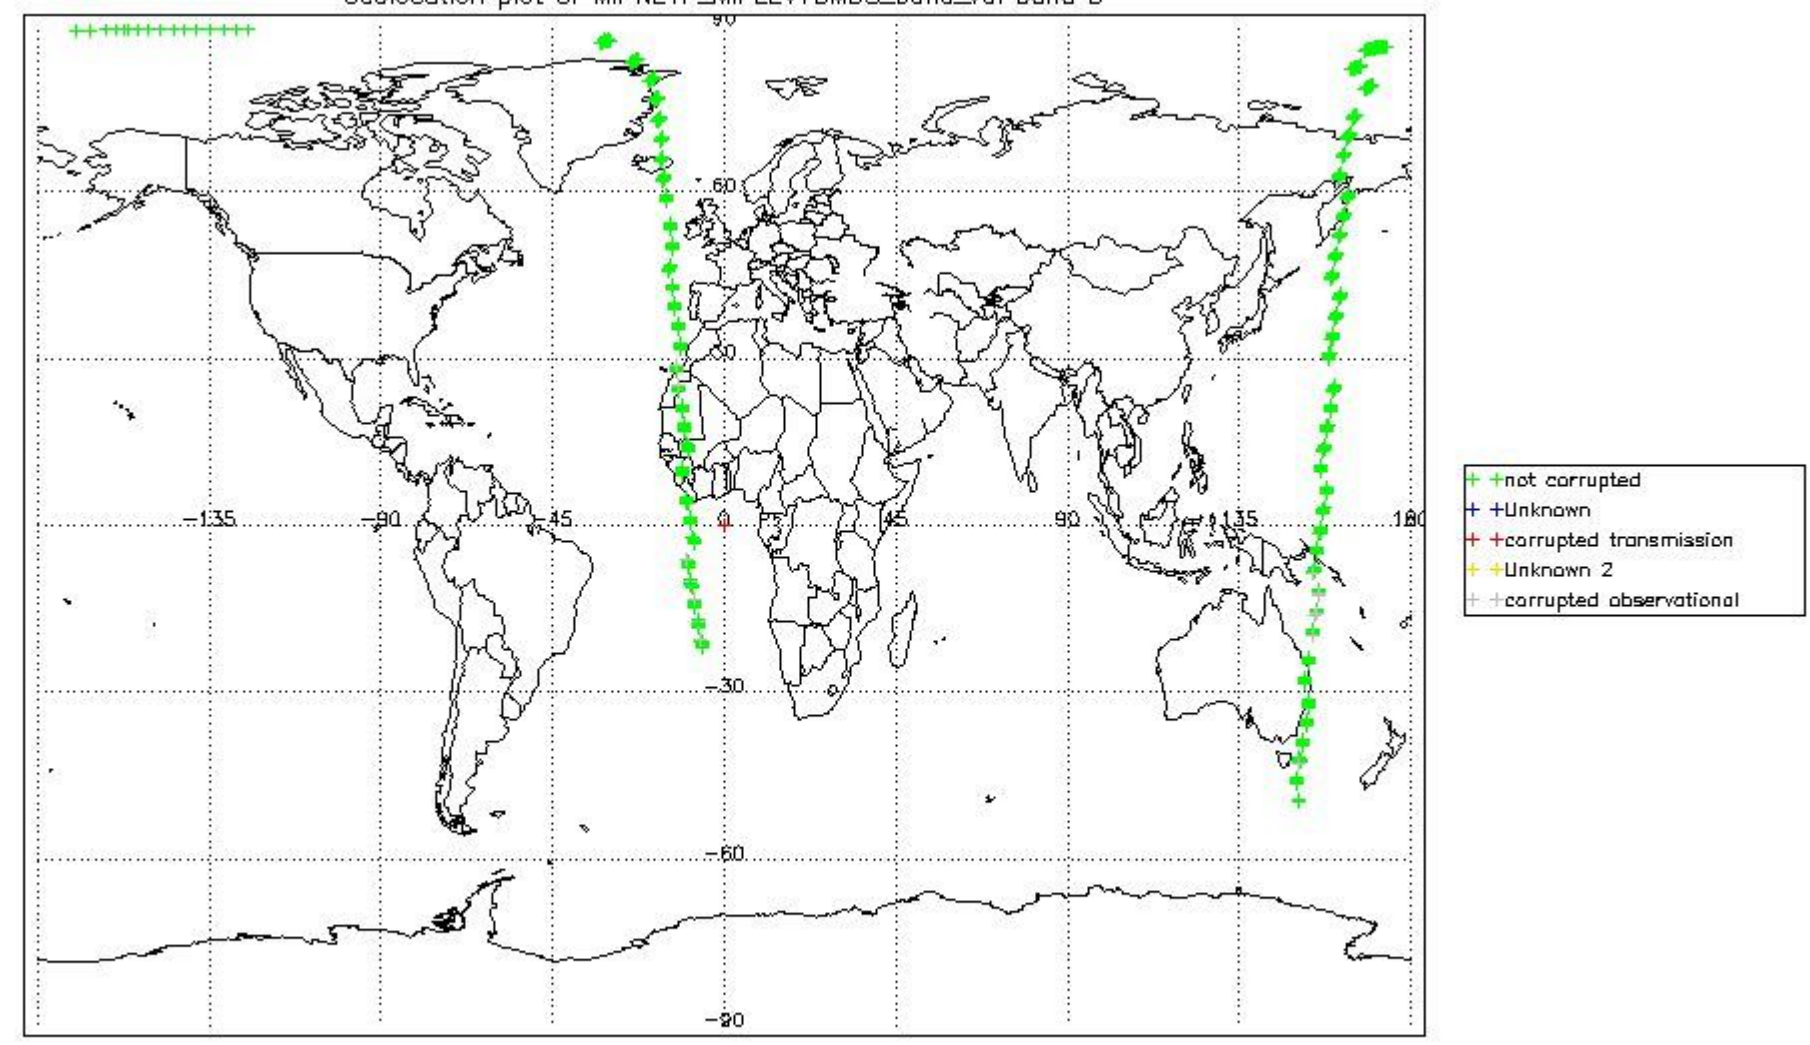 90
60
30
-135
-90
-45
0
45
90
135
180
-30
-60
-90
not corrupted
Unknown
corrupted transmission
Unknown 2
corrupted observational